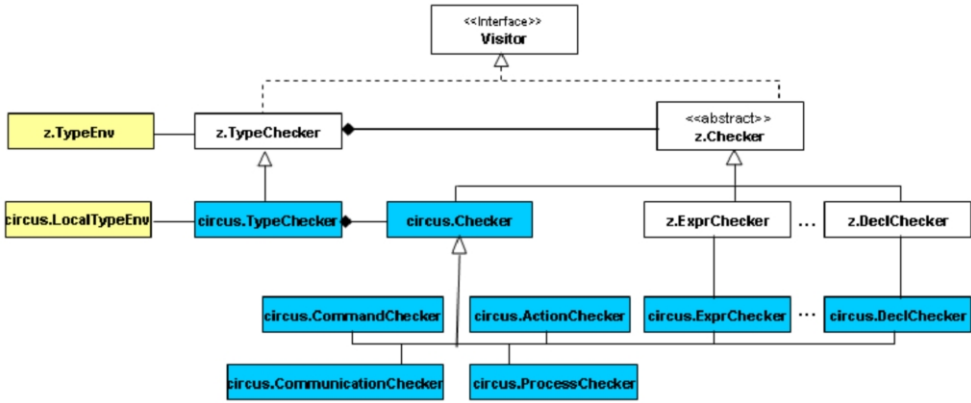 <<Interface>>
Visitor
z.TypeEnv
z.TypeChecker
<<abstract>>
z.Checker
circus.LocalTypeEnv
circus.TypeChecker
circus.Checker
z.ExprChecker
...
z.DeclChecker
circus.CommandChecker
circus.ActionChecker
circus.ExprChecker
...
circus.DeclChecker
circus.CommunicationChecker
circus.ProcessChecker